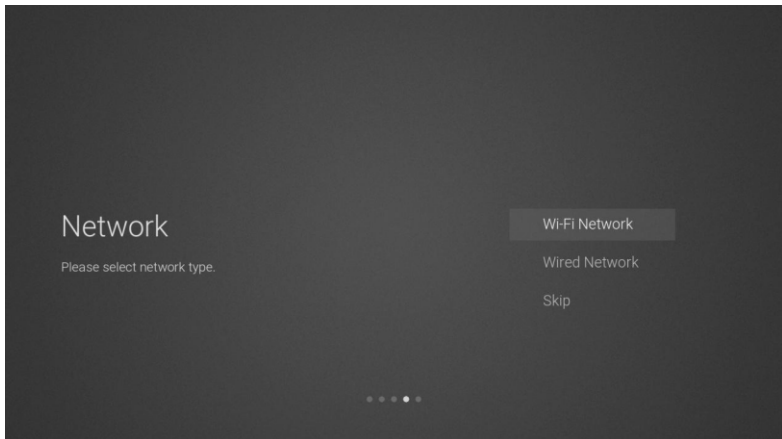 Network
Please select network type.
Wi-Fi Network
Wired Network
Skip